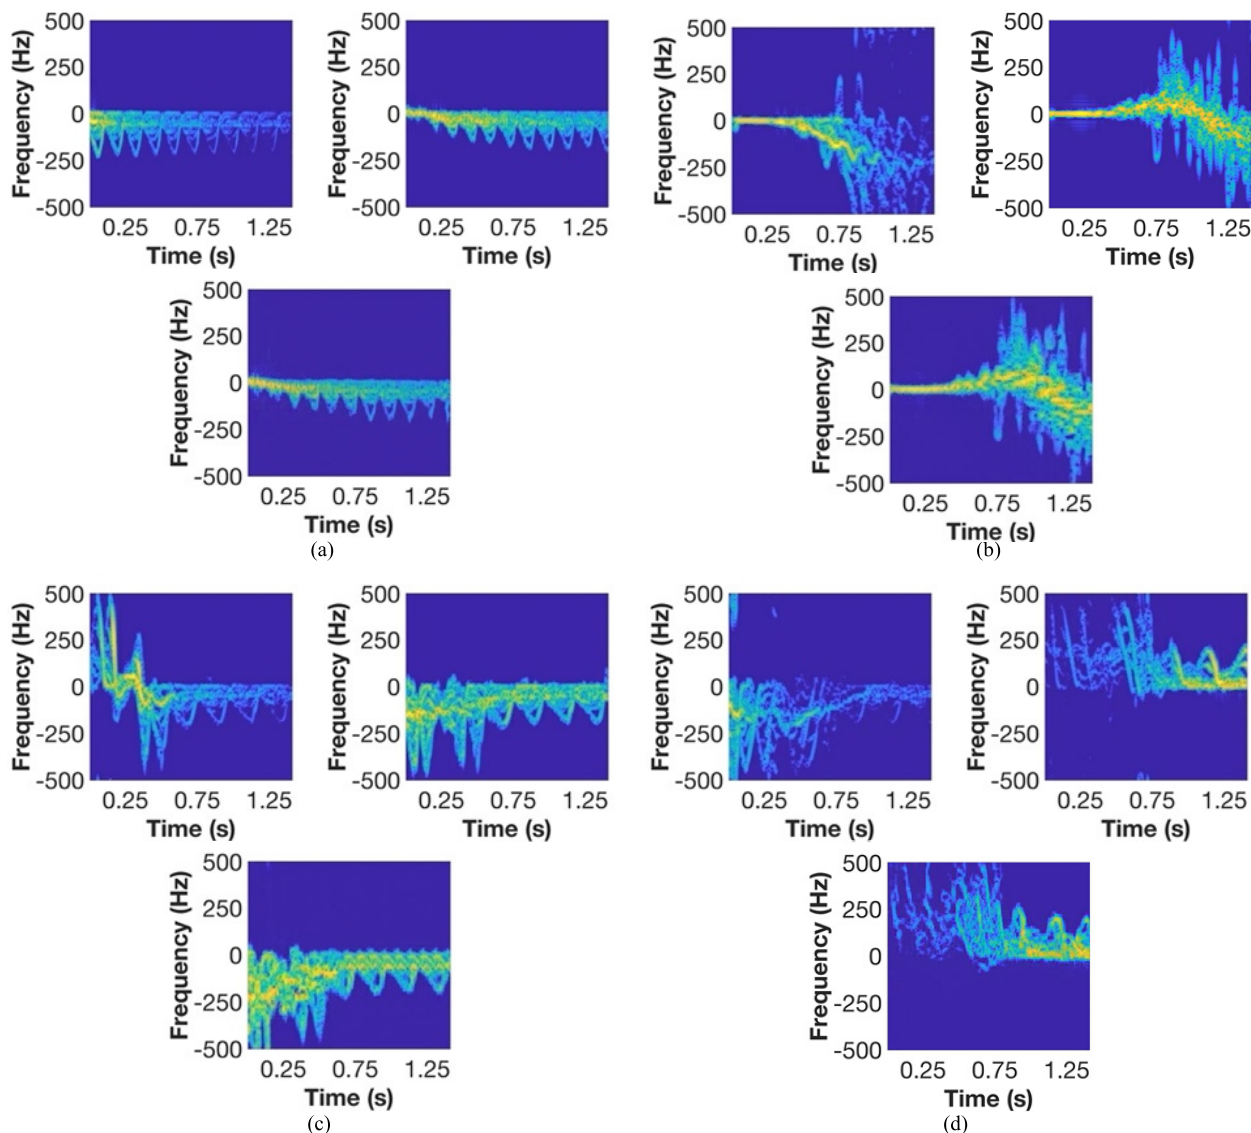 500 500 500 500
250 250 250 250
0 0 0 0
-250 -250 -250 -250
-500 -500 -500 -500
Frequency (Hz) Frequency (Hz) Frequency (Hz) Frequency (Hz)
0.25 0.75 1.25 0.25 0.75 1.25 0.25 0.75 1.25 0.25 0.75 1.25
Time (s) Time (s) Time (s) Time (s)
500 500
250 250
0 0
-250 -250
-500 -500
Frequency (Hz) Frequency (Hz)
0.25 0.75 1.25 0.25 0.75 1.25
Time (s) Time (s)
(a) (b)
500 500 500 500
250 250 250 250
0 0 0 0
-250 -250 -250 -250
-500 -500 -500 -500
Frequency (Hz) Frequency (Hz) Frequency (Hz) Frequency (Hz)
0.25 0.75 1.25 0.25 0.75 1.25 0.25 0.75 1.25 0.25 0.75 1.25
Time (s) Time (s) Time (s) Time (s)
500 500
250 250
0 0
-250 -250
-500 -500
Frequency (Hz) Frequency (Hz)
0.25 0.75 1.25 0.25 0.75 1.25
Time (s) Time (s)
(c) (d)